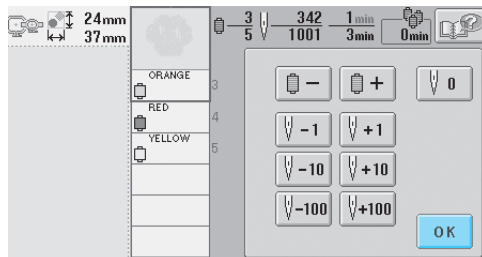 24mm
37mm
3
5
342
1001
1min
3min
0min
ORANGE
3
RED
4
YELLOW
5
−
+
0
−1
+1
−10
+10
−100
+100
OK